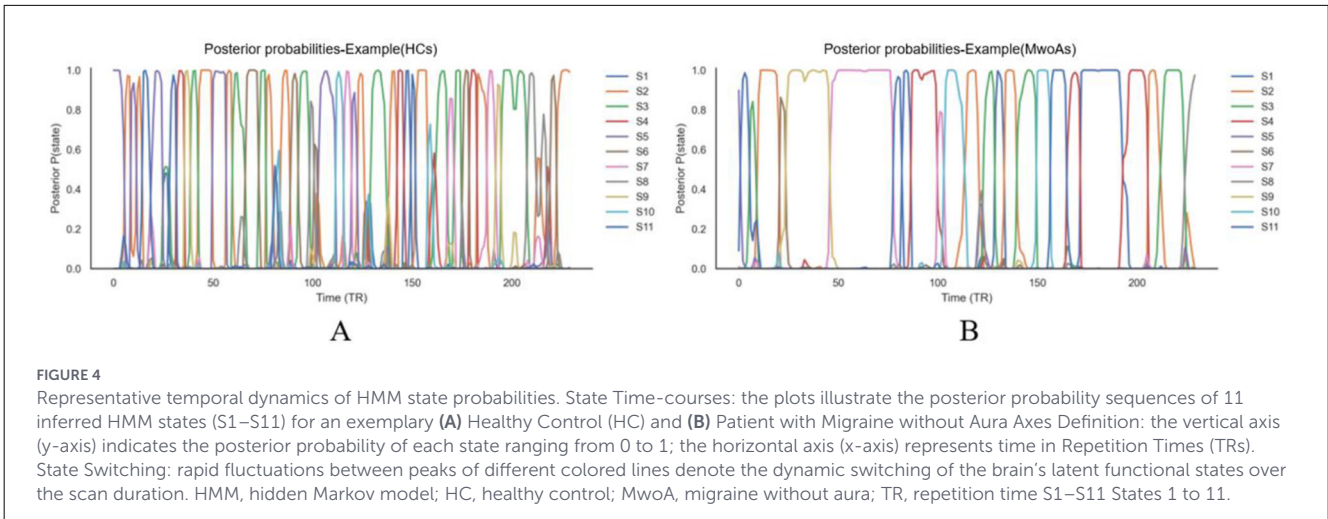 Posterior probabilities-Example(HCs)
Posterior P(state)
1.0
0.8
0.6
0.4
0.2
0.0
0
50
100
150
200
Time (TR)
S1
S2
S3
S4
S5
S6
S7
S8
S9
S10
S11
A
Posterior probabilities-Example(MwoAs)
Posterior P(state)
1.0
0.8
0.6
0.4
0.2
0.0
0
50
100
150
200
Time (TR)
S1
S2
S3
S4
S5
S6
S7
S8
S9
S10
S11
B
FIGURE 4
Representative temporal dynamics of HMM state probabilities. State Time-courses: the plots illustrate the posterior probability sequences of 11
inferred HMM states (S1–S11) for an exemplary (A) Healthy Control (HC) and (B) Patient with Migraine without Aura Axes Definition: the vertical axis
(y-axis) indicates the posterior probability of each state ranging from 0 to 1; the horizontal axis (x-axis) represents time in Repetition Times (TRs).
State Switching: rapid fluctuations between peaks of different colored lines denote the dynamic switching of the brain's latent functional states over
the scan duration. HMM, hidden Markov model; HC, healthy control; MwoA, migraine without aura; TR, repetition time S1–S11 States 1 to 11.